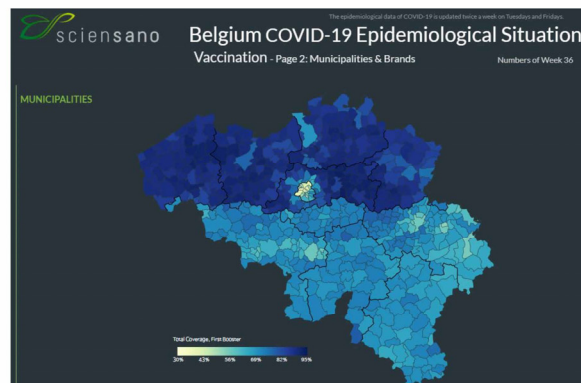 The epidemiological data of COVID-19 is updated twice a week on Tuesdays and Fridays.
sciensano
Belgium COVID-19 Epidemiological Situation
Vaccination - Page 2: Municipalities & Brands
Numbers of Week 36
MUNICIPALITIES
Total Coverage, First Booster
30% 43% 56% 69% 82% 95%